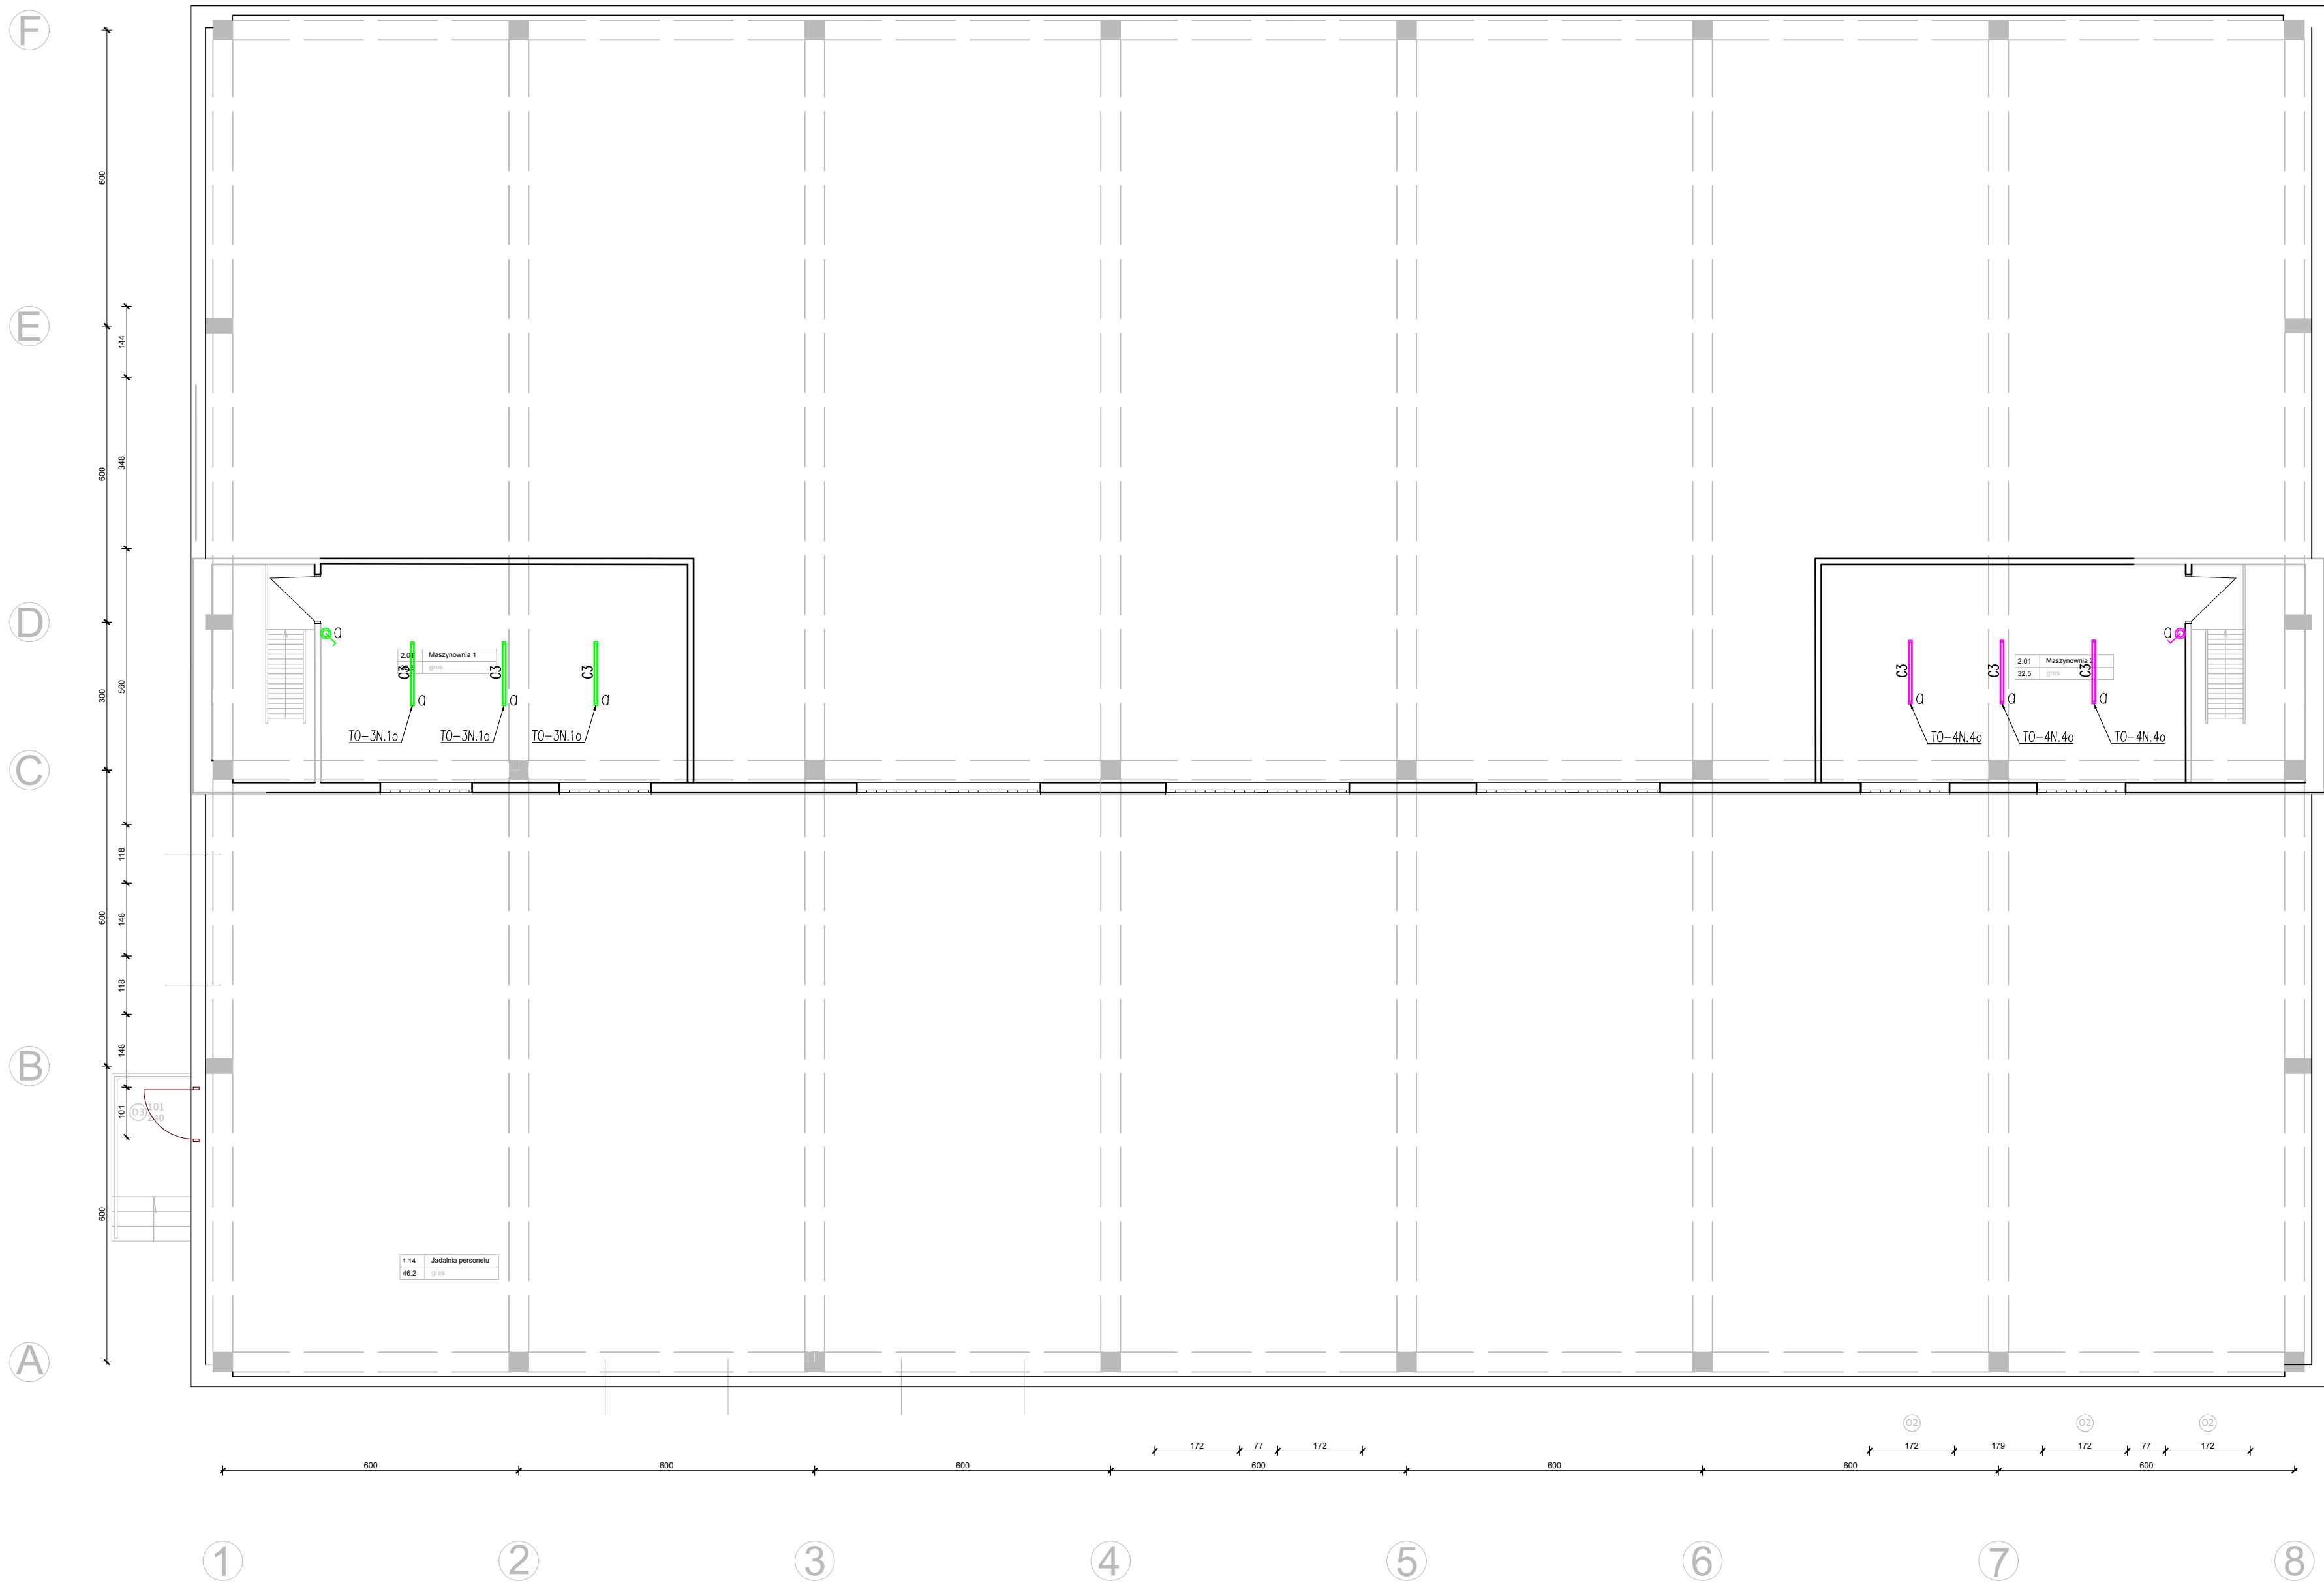 F
600
E
144
348
600
D
a
2.01 Maszynownia 1
gres
C3
C3
C3
a
a
a
TO-3N.1o
TO-3N.1o
TO-3N.1o
a
2.01 Maszynownia
32,5 gres
C3
C3
C3
a
a
a
TO-4N.4o
TO-4N.4o
TO-4N.4o
300
560
C
118
148
600
118
148
B
101
D3 101
240
600
1.14 Jadalnia personelu
46.2 gres
A
O2
O2
O2
172
77
172
172
179
172
77
172
600
600
600
600
600
600
600
1
2
3
4
5
6
7
8